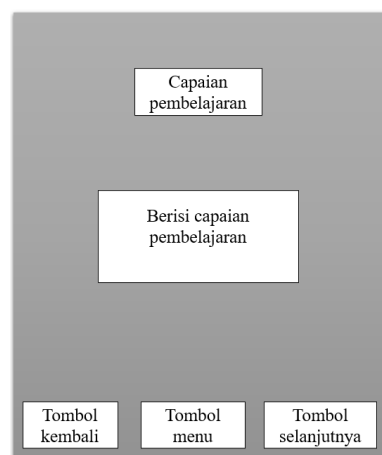 Capaian
pembelajaran
Berisi capaian
pembelajaran
Tombol
kembali
Tombol
menu
Tombol
selanjutnya